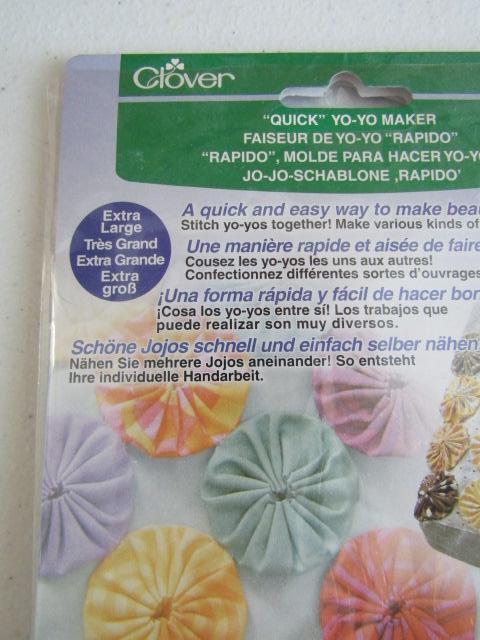 Clover
"QUICK" YO-YO MAKER
FAISEUR DE YO-YO "RAPIDO"
"RAPIDO", MOLDE PARA HACER
JO-JO-SCHABLONE ‚RAPIDO'
Extra
Large
Très Grand
Extra Grande
Extra
groß
A quick and easy way to make
Stitch yo-yos together! Make various kinds of
Une manière rapide et aisée de faire
Cousez les yo-yos les uns aux autres!
Confectionnez différentes sortes d'ouvrages
¡Una forma rápida y fácil de hacer
¡Cosa los yo-yos entre sí! Los trabajos que
puede realizar son muy diversos.
Schöne Jojos schnell und einfach selber nähen
Nähen Sie mehrere Jojos aneinander! So entsteht
Ihre individuelle Handarbeit.